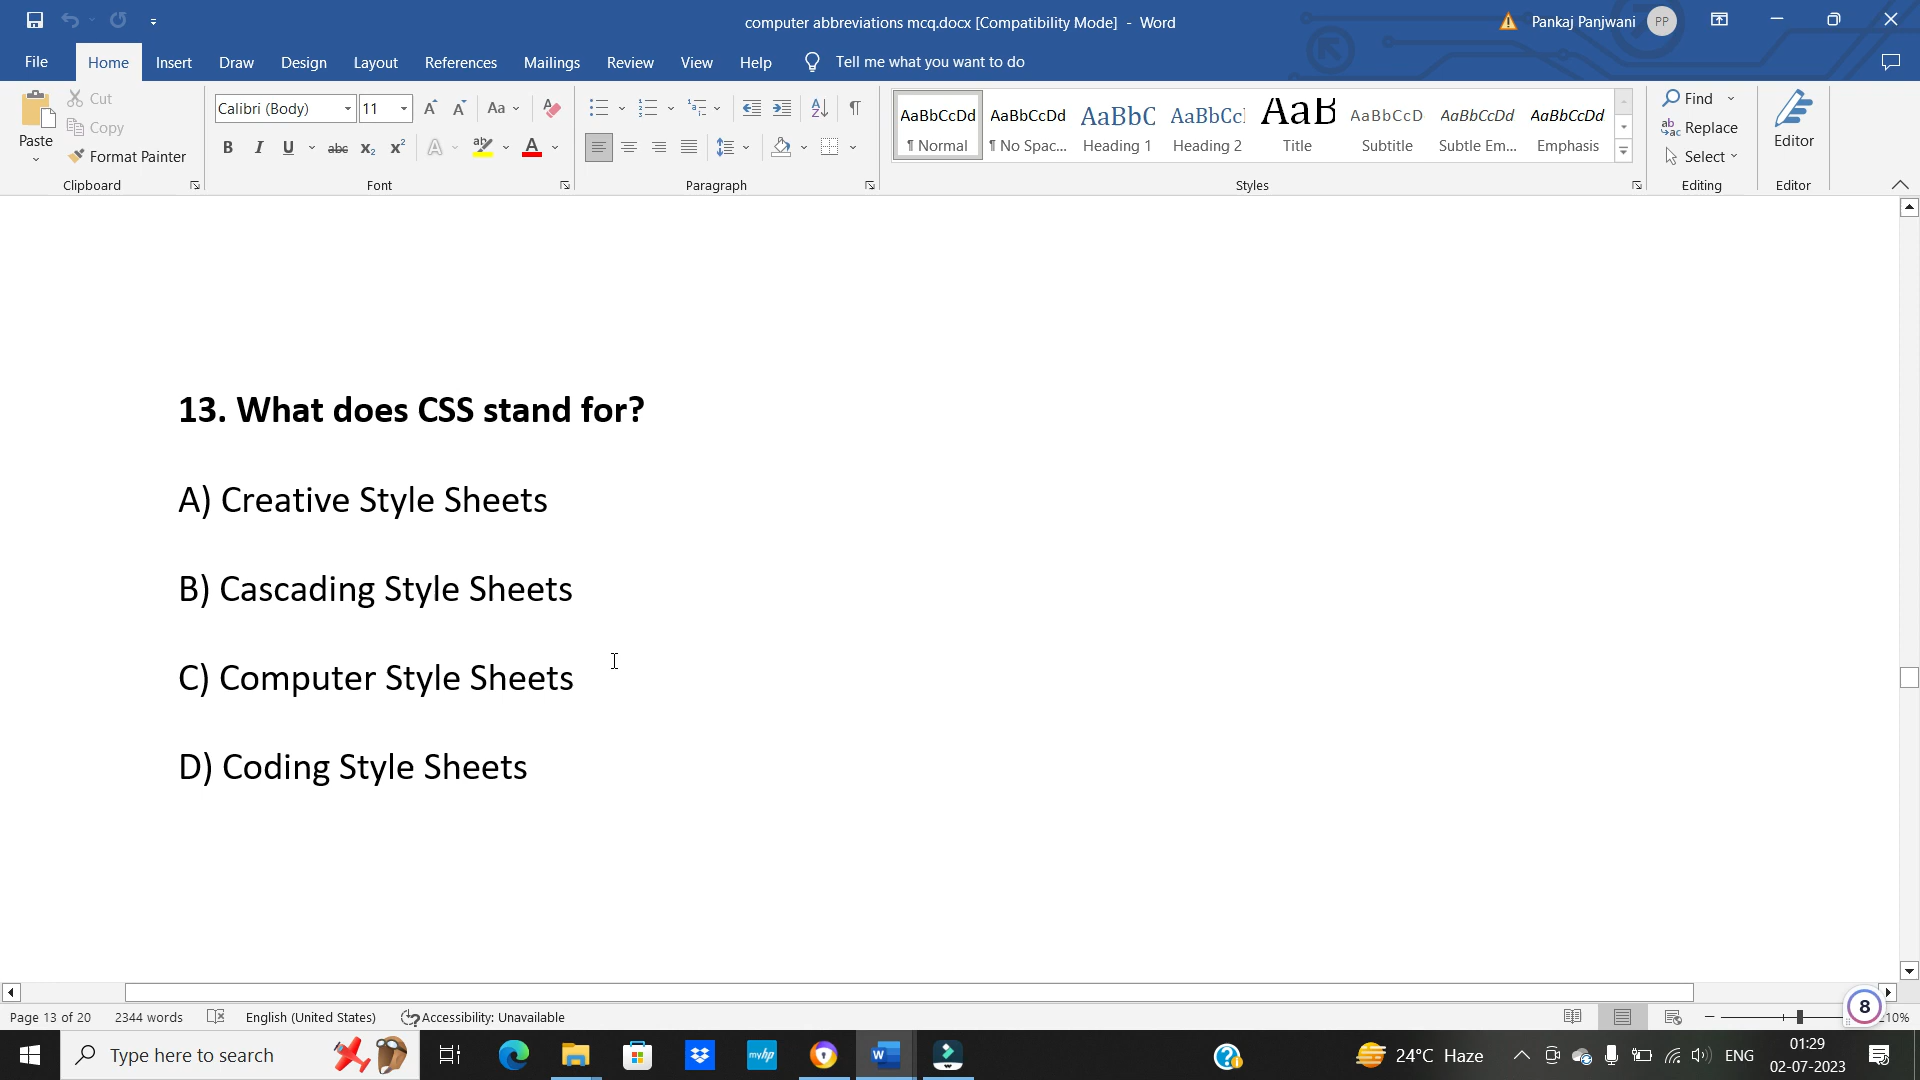 computer abbreviations mcq.docx [Compatibility Mode] - Word
Pankaj Panjwani PP
File Home Insert Draw Design Layout References Mailings Review View Help Tell me what you want to do
Paste
Cut
Copy
Format Painter
Clipboard
Calibri (Body) 11
Font
Paragraph
AaBbCcDd AaBbCcDd AaBbC AaBbCc AaB AaBbCcD AaBbCcDd AaBbCcDd
¶ Normal ¶ No Spac... Heading 1 Heading 2 Title Subtitle Subtle Em... Emphasis
Styles
Find
Replace
Select
Editing
Editor
Editor
13. What does CSS stand for?
A) Creative Style Sheets
B) Cascading Style Sheets
C) Computer Style Sheets
D) Coding Style Sheets
Page 13 of 20 2344 words English (United States) Accessibility: Unavailable
8
Type here to search
24°C Haze
ENG
01:29
02-07-2023